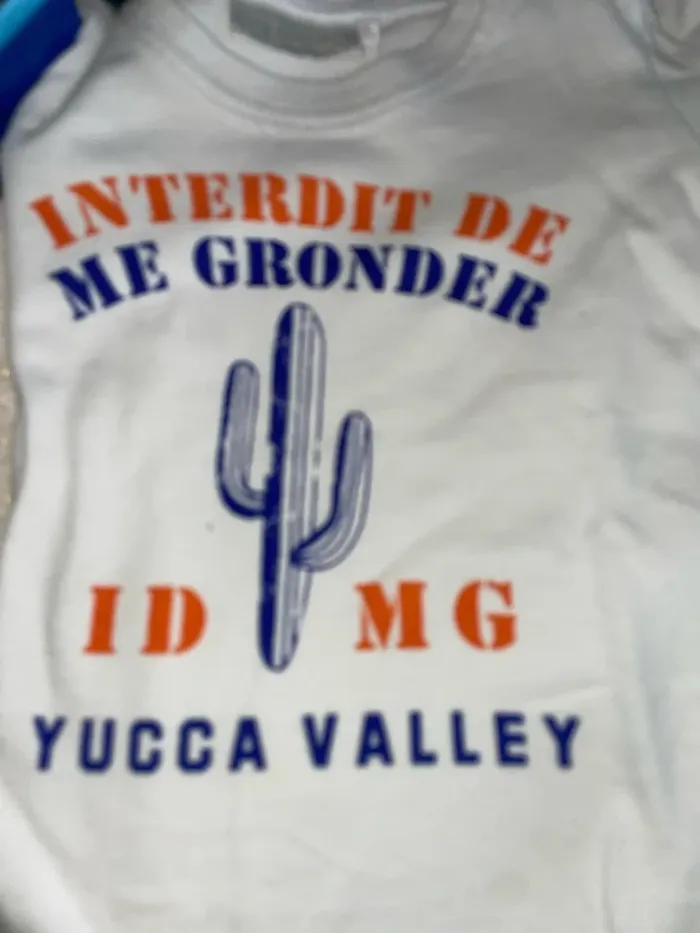 INTERDIT DE
ME GRONDER
ID MG
YUCCA VALLEY